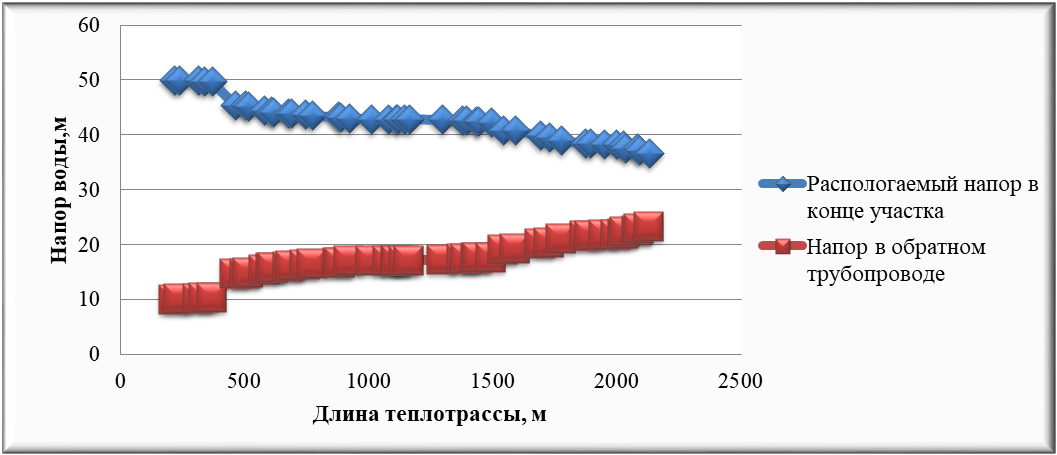 60
50
40
30
20
10
0
Напор воды,м
0 500 1000 1500 2000 2500
Длина теплотрассы, м
Распологаемый напор в
конце участка
Напор в обратном
трубопроводе